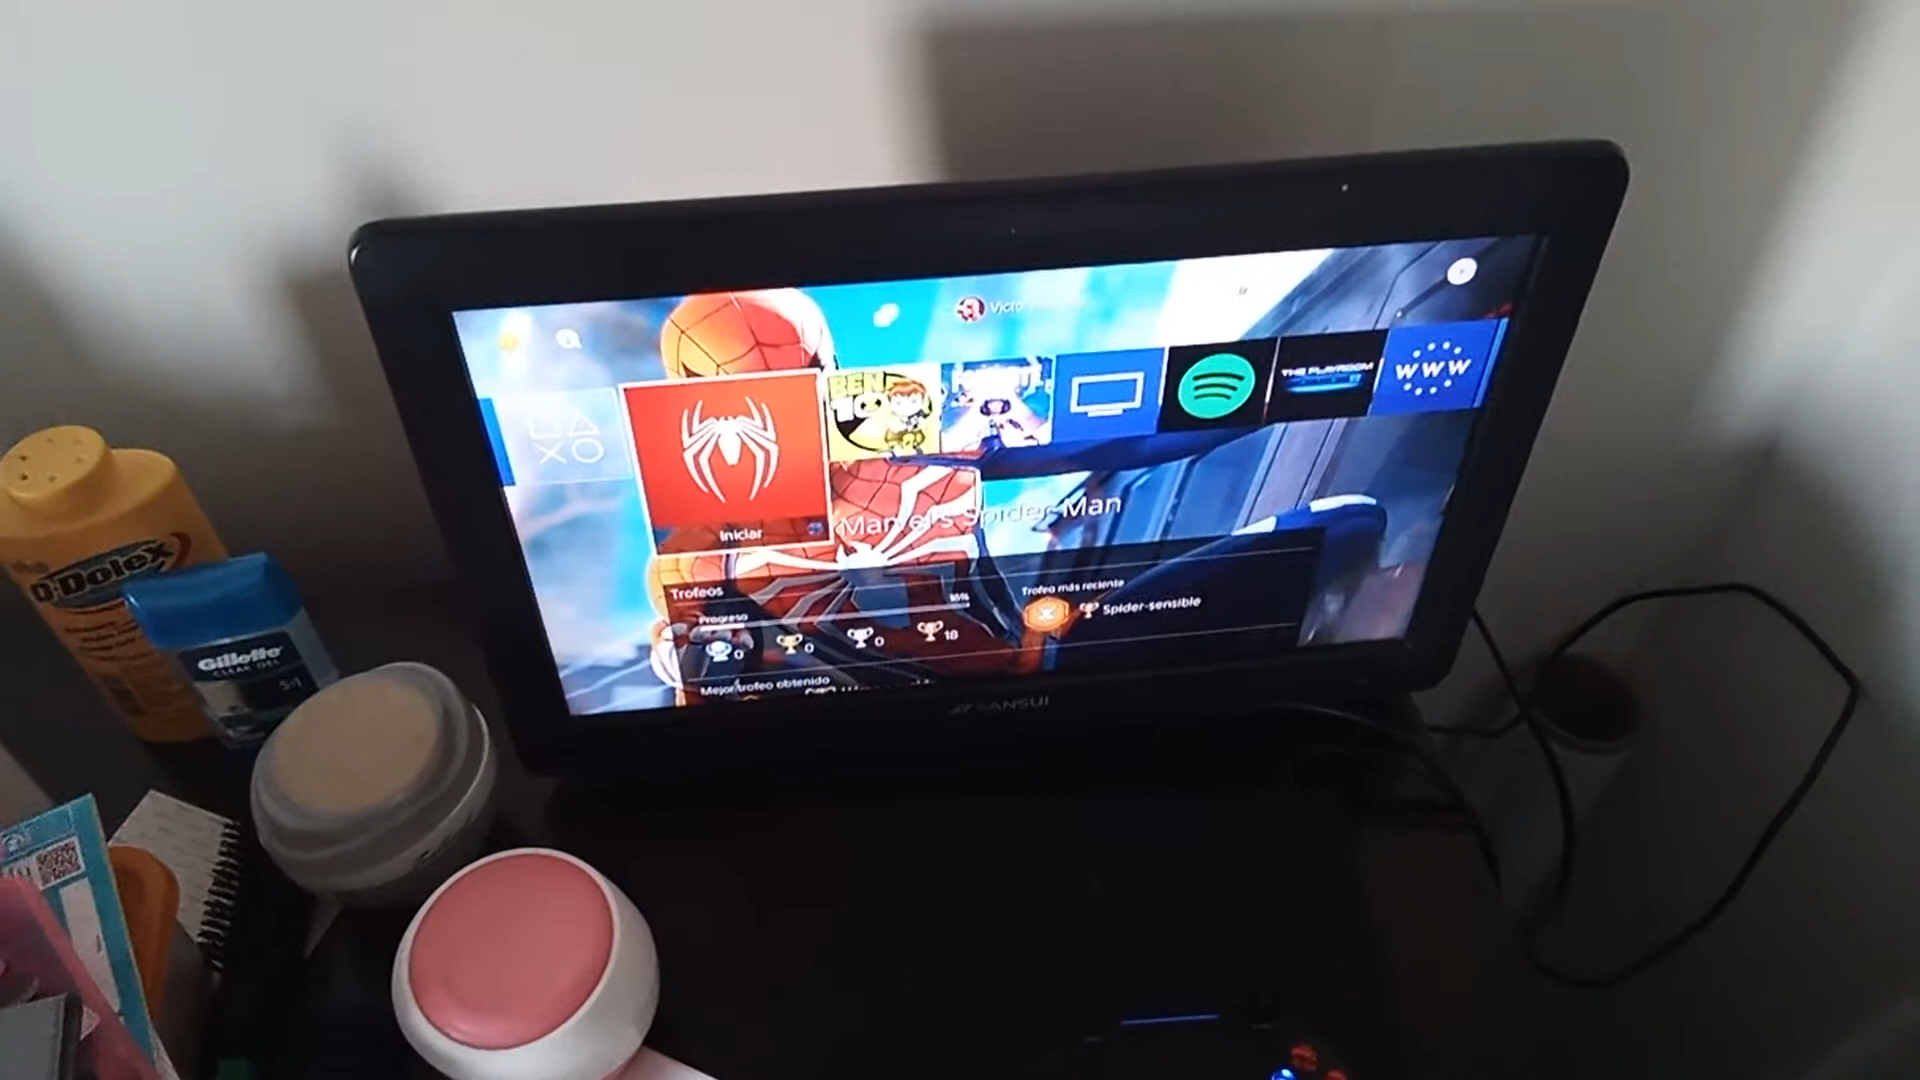 Victo
BEN
10
THE PLAYROOM
WWW
Iniciar
Marvel's Spider-Man
Trofeos
Progreso
0
0
0
18
Trofeo más reciente
Spider-sensible
Mejor trofeo obtenido
SANSUI
O-Dolex
Gillette
CLEAR GEL